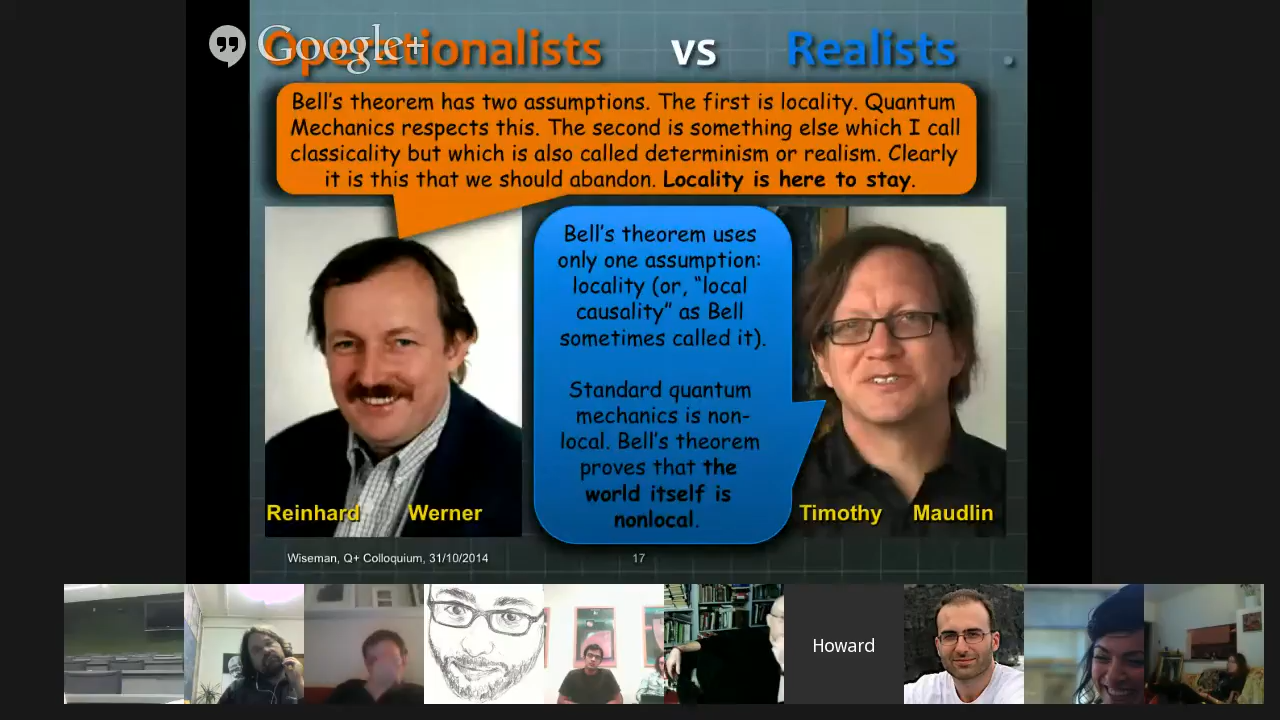 Google+
Operationalists vs Realists
Bell's theorem has two assumptions. The first is locality. Quantum
Mechanics respects this. The second is something else which I call
classicality but which is also called determinism or realism. Clearly
it is this that we should abandon. Locality is here to stay.
Bell's theorem uses
only one assumption:
locality (or, "local
causality" as Bell
sometimes called it).
Standard quantum
mechanics is non-
local. Bell's theorem
proves that the
world itself is
nonlocal.
Reinhard Werner
Timothy Maudlin
Wiseman, Q+ Colloquium, 31/10/2014
17
Howard